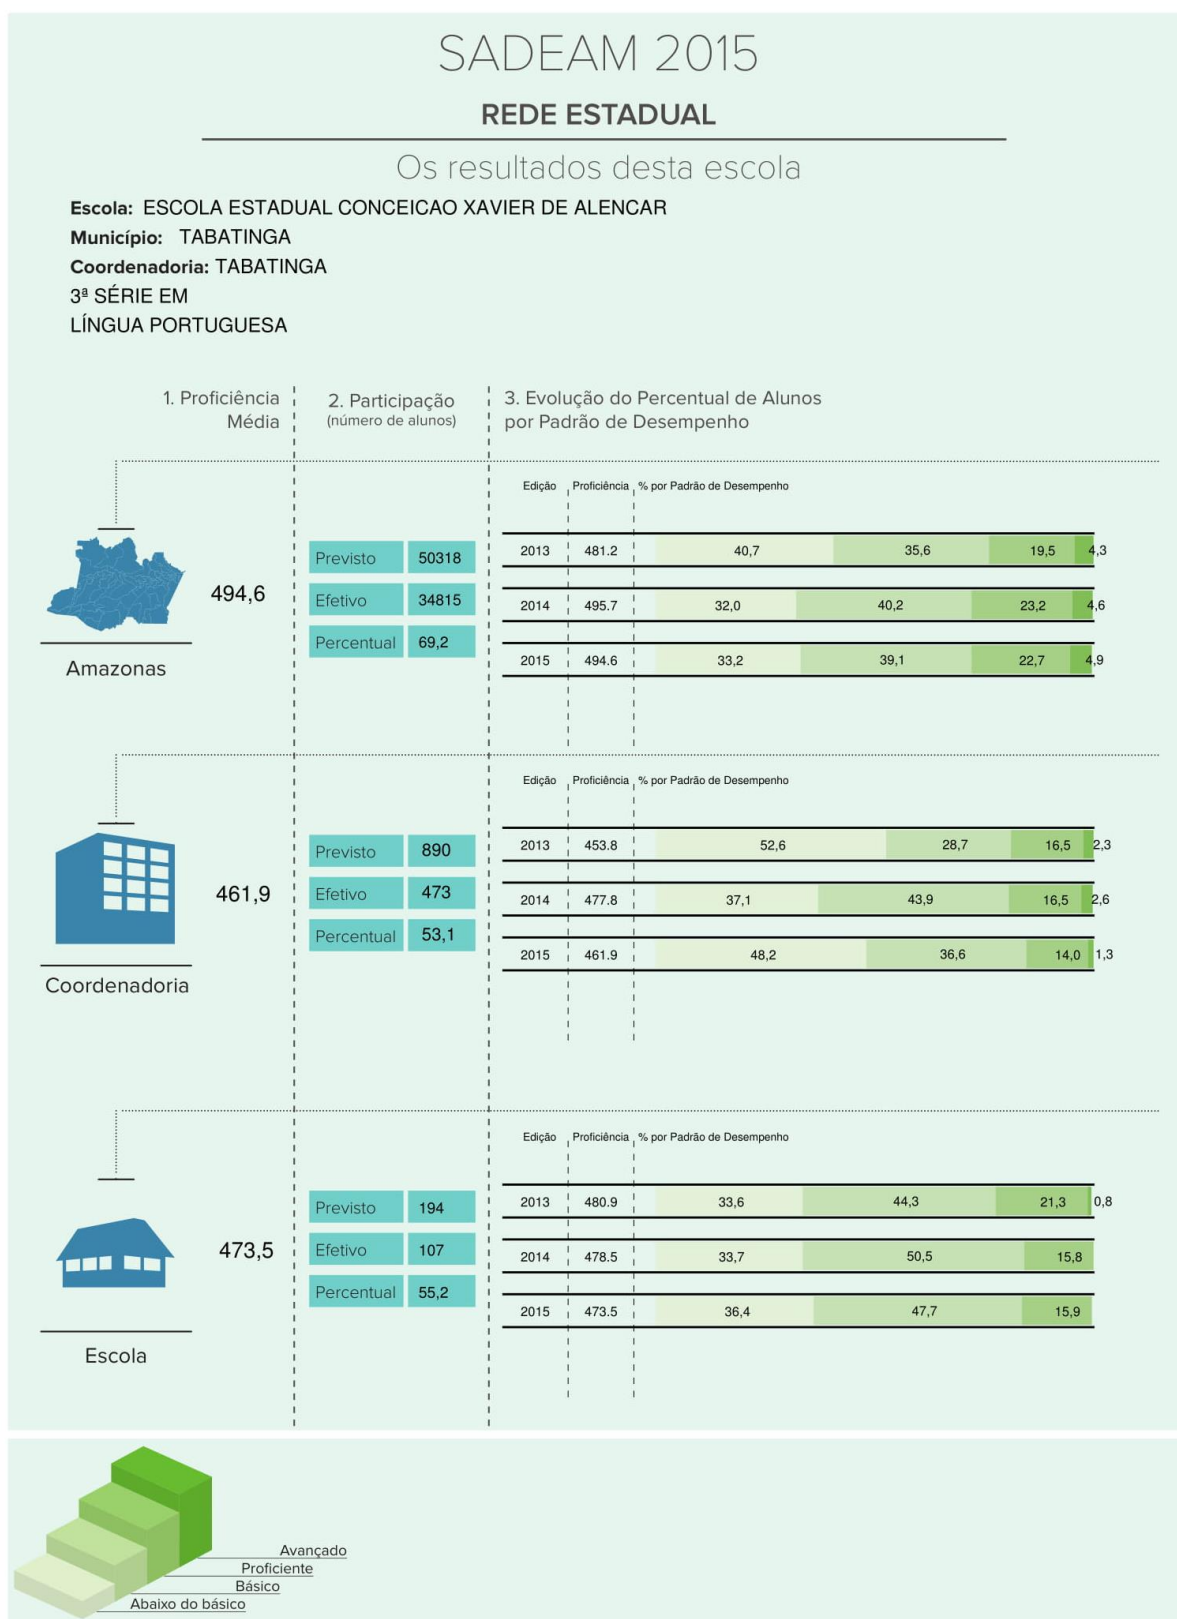 SADEAM 2015
REDE ESTADUAL
Os resultados desta escola
Escola: ESCOLA ESTADUAL CONCEICAO XAVIER DE ALENCAR
Município: TABATINGA
Coordenadoria: TABATINGA
3ª SÉRIE EM
LÍNGUA PORTUGUESA
1. Proficiência
Média
2. Participação
(número de alunos)
3. Evolução do Percentual de Alunos
por Padrão de Desempenho
Amazonas
494,6
Previsto 50318
Efetivo 34815
Percentual 69,2
Edição Proficiência % por Padrão de Desempenho
2013 481.2 40,7 35,6 19,5 4,3
2014 495.7 32,0 40,2 23,2 4,6
2015 494.6 33,2 39,1 22,7 4,9
Coordenadoria
461,9
Previsto 890
Efetivo 473
Percentual 53,1
Edição Proficiência % por Padrão de Desempenho
2013 453.8 52,6 28,7 16,5 2,3
2014 477.8 37,1 43,9 16,5 2,6
2015 461.9 48,2 36,6 14,0 1,3
Escola
473,5
Previsto 194
Efetivo 107
Percentual 55,2
Edição Proficiência % por Padrão de Desempenho
2013 480.9 33,6 44,3 21,3 0,8
2014 478.5 33,7 50,5 15,8
2015 473.5 36,4 47,7 15,9
Avançado
Proficiente
Básico
Abaixo do básico